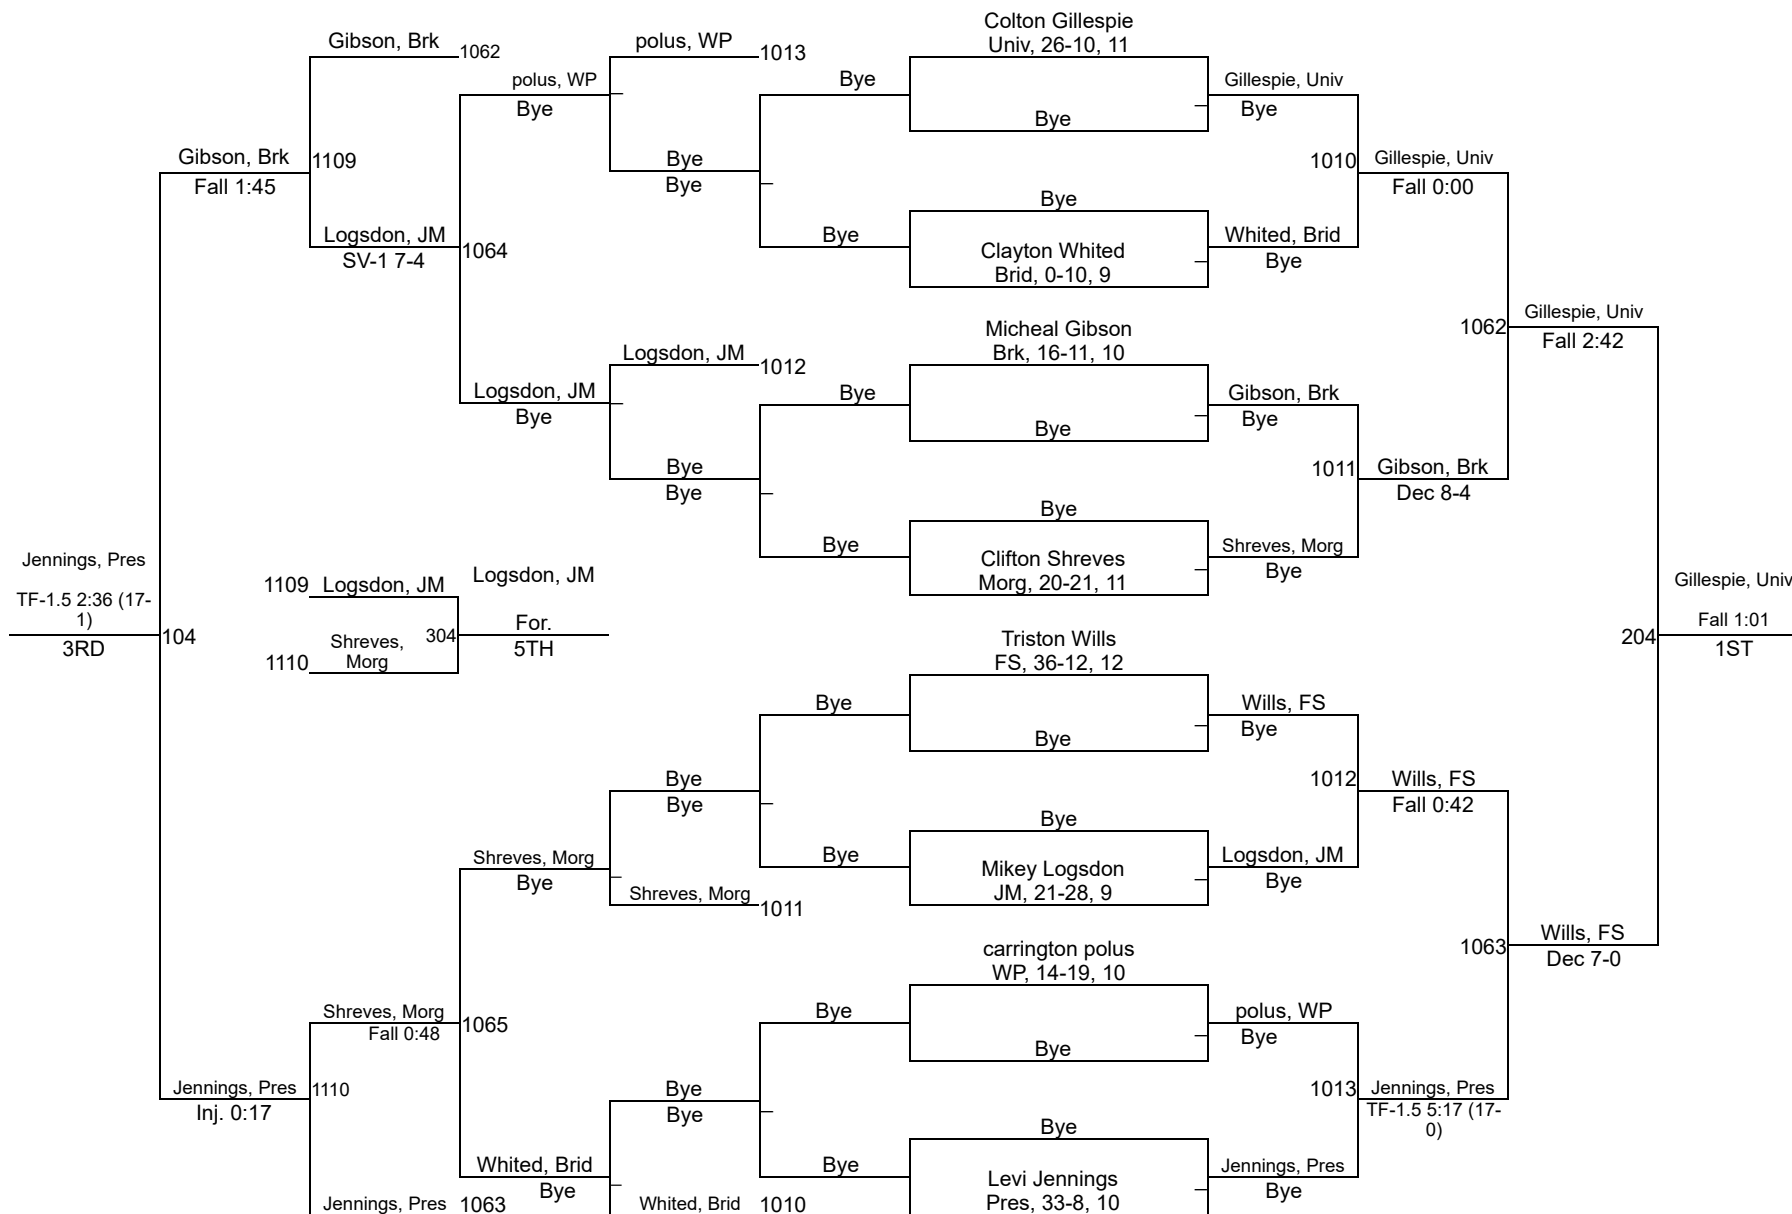 Colton Gillespie
Univ, 26-10, 11
Gibson, Brk
1062
polus, WP
1013
polus, WP
Bye
Bye
Gillespie, Univ
Bye
Bye
Gibson, Brk
Fall 1:45
1109
Bye
Bye
1010
Gillespie, Univ
Fall 0:00
Logsdon, JM
SV-1 7-4
1064
Bye
Bye
Clayton Whited
Brid, 0-10, 9
Whited, Brid
Bye
Micheal Gibson
Brk, 16-11, 10
1062
Gillespie, Univ
Fall 2:42
Logsdon, JM
1012
Logsdon, JM
Bye
Bye
Gibson, Brk
Bye
Bye
Bye
Bye
1011
Gibson, Brk
Dec 8-4
Bye
Bye
Clifton Shreves
Morg, 20-21, 11
Shreves, Morg
Bye
Jennings, Pres
TF-1.5 2:36 (17-
1)
3RD
104
1109
Logsdon, JM
Logsdon, JM
Shreves,
Morg
304
1110
For.
5TH
Gillespie, Univ
Fall 1:01
204
1ST
Triston Wills
FS, 36-12, 12
Bye
Wills, FS
Bye
Bye
Bye
Bye
1012
Wills, FS
Fall 0:42
Shreves, Morg
Bye
Bye
Bye
Mikey Logsdon
JM, 21-28, 9
Logsdon, JM
Bye
Shreves, Morg
1011
carrington polus
WP, 14-19, 10
1063
Wills, FS
Dec 7-0
Shreves, Morg
Fall 0:48
1065
Bye
polus, WP
Bye
Bye
Jennings, Pres
Inj. 0:17
1110
Bye
Bye
1013
Jennings, Pres
TF-1.5 5:17 (17-
0)
Whited, Brid
Bye
Bye
Bye
Levi Jennings
Pres, 33-8, 10
Jennings, Pres
Bye
Jennings, Pres
1063
Whited, Brid
1010